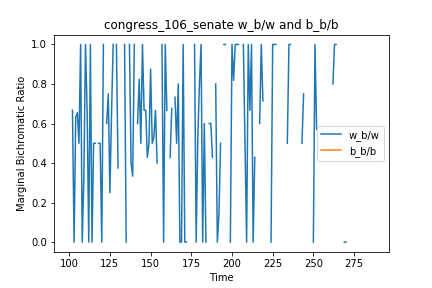 congress_106_senate w_b/w and b_b/b
Marginal Bichromatic Ratio
1.0
0.8
0.6
0.4
0.2
0.0
w_b/w
b_b/b
100 125 150 175 200 225 250 275
Time